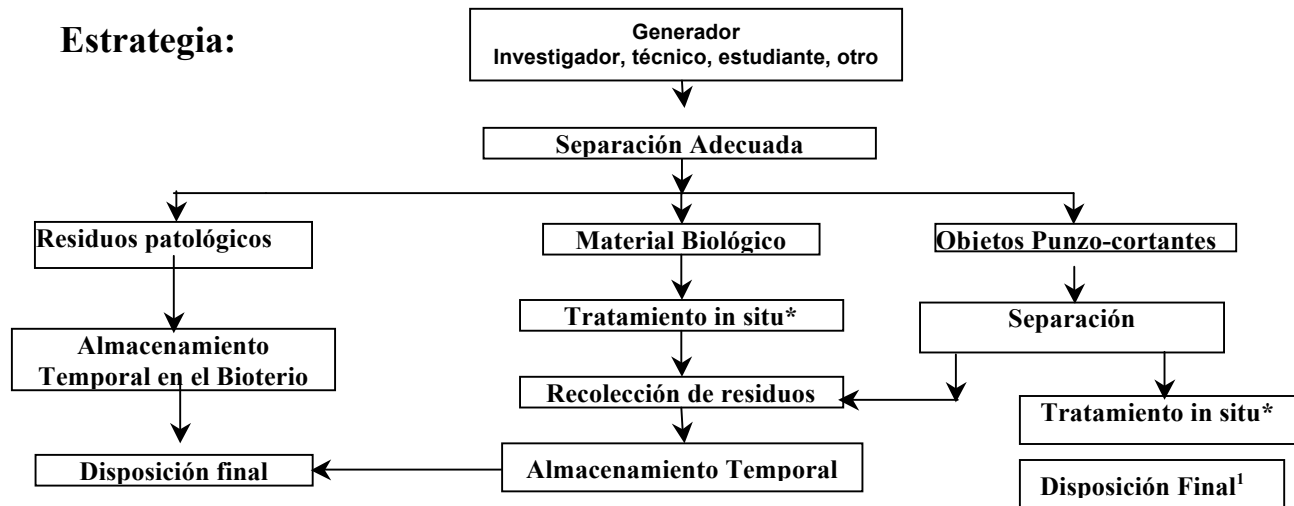 Estrategia:
Generador
Investigador, técnico, estudiante, otro
Separación Adecuada
Residuos patológicos
Material Biológico
Objetos Punzo-cortantes
Tratamiento in situ*
Separación
Almacenamiento
Temporal en el Bioterio
Recolección de residuos
Tratamiento in situ*
Disposición final
Almacenamiento Temporal
Disposición Final¹